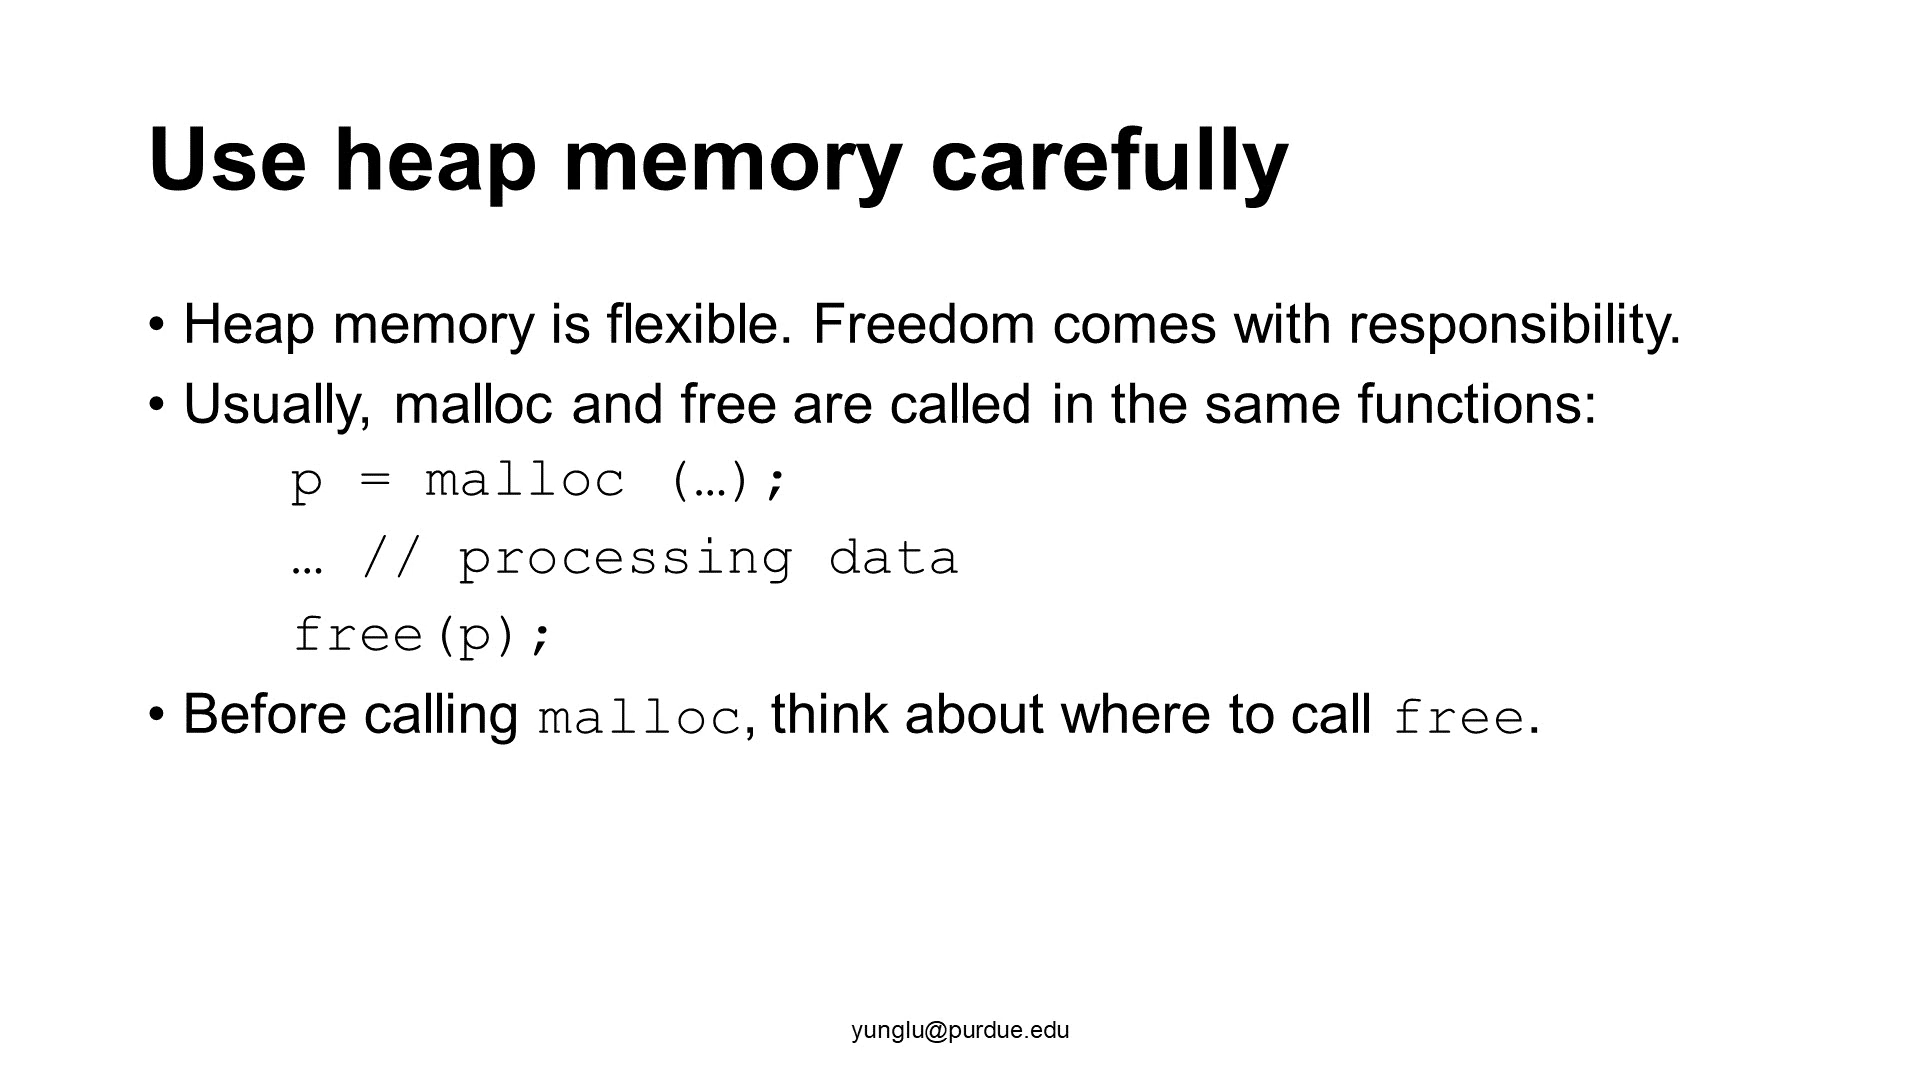 Use heap memory carefully
• Heap memory is flexible. Freedom comes with responsibility.
• Usually, malloc and free are called in the same functions:
p = malloc (…);
… // processing data
free(p);
• Before calling malloc, think about where to call free.
yunglu@purdue.edu